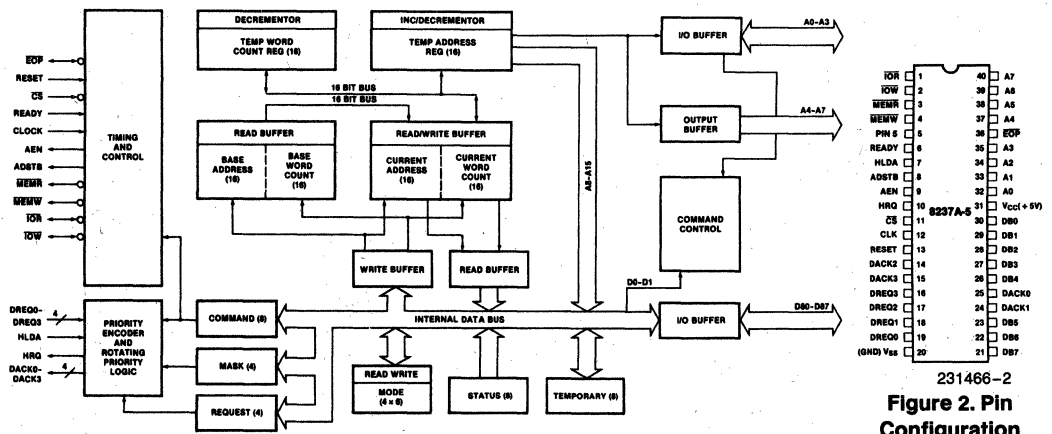 DECREMENTOR
TEMP WORD
COUNT REG (16)
INC/DECREMENTOR
TEMP ADDRESS
REG (16)
16 BIT BUS
16 BIT BUS
READ BUFFER
BASE
ADDRESS
(16)
BASE
WORD
COUNT
(16)
READ/WRITE BUFFER
CURRENT
ADDRESS
(16)
CURRENT
WORD
COUNT
(16)
WRITE BUFFER
READ BUFFER
A8-A15
I/O BUFFER
A0-A3
OUTPUT
BUFFER
A4-A7
COMMAND
CONTROL
D0-D1
INTERNAL DATA BUS
I/O BUFFER
DB0-DB7
EOP
RESET
CS
READY
CLOCK
AEN
ADSTB
MEMR
MEMW
IOR
IOW
TIMING
AND
CONTROL
DREQ0-
DREQ3
4
HLDA
HRQ
DACK0-
DACK3
4
PRIORITY
ENCODER
AND
ROTATING
PRIORITY
LOGIC
COMMAND (8)
MASK (4)
REQUEST (4)
READ WRITE
MODE
(4 x 6)
STATUS (8)
TEMPORARY (8)
IOR 1 40 A7
IOW 2 39 A6
MEMR 3 38 A5
MEMW 4 37 A4
PIN 5 5 36 EOP
READY 6 35 A3
HLDA 7 34 A2
ADSTB 8 33 A1
AEN 9 32 A0
HRQ 10 31 VCC(+5V)
8237A-5
CS 11 30 DB0
CLK 12 29 DB1
RESET 13 28 DB2
DACK2 14 27 DB3
DACK3 15 26 DB4
DREQ3 16 25 DACK0
DREQ2 17 24 DACK1
DREQ1 18 23 DB5
DREQ0 19 22 DB6
(GND) VSS 20 21 DB7
231466-2
Figure 2. Pin
Configuration